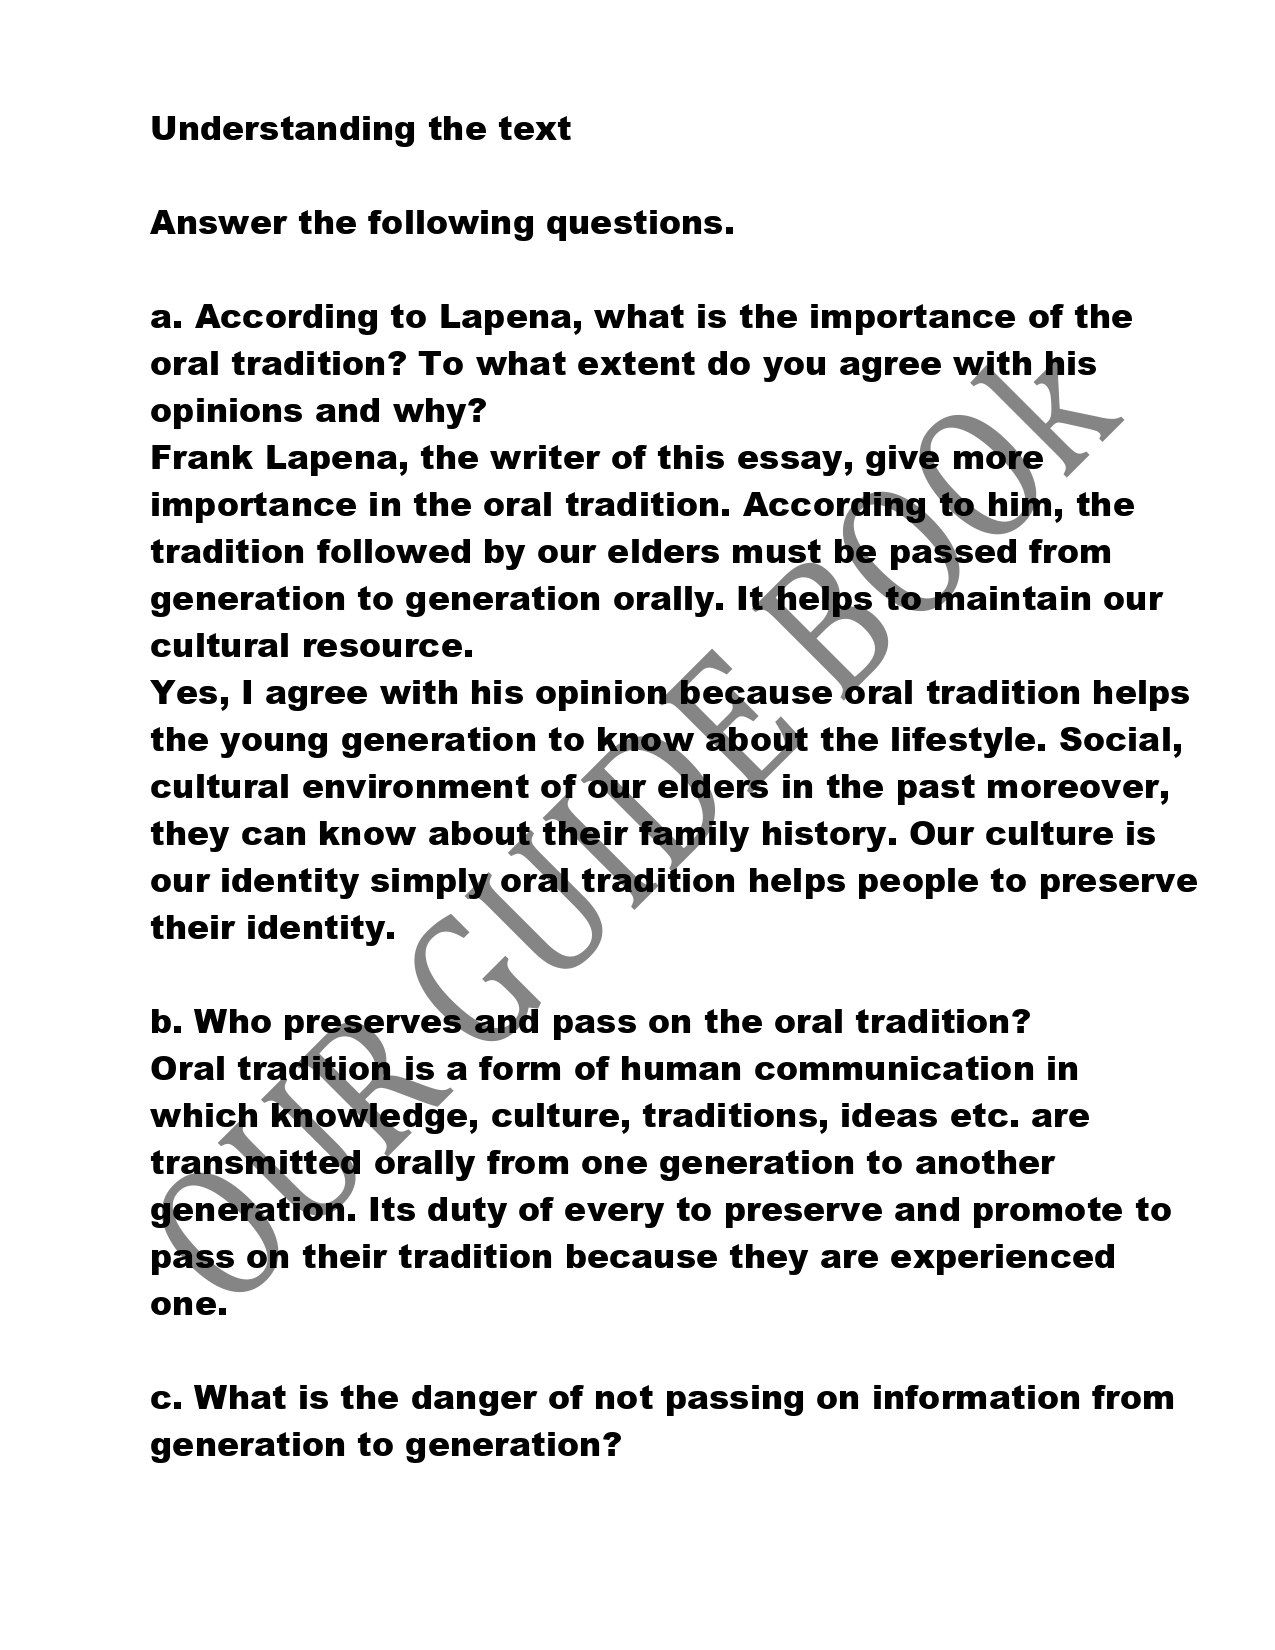 Understanding the text
Answer the following questions.
a. According to Lapena, what is the importance of the
oral tradition? To what extent do you agree with his
opinions and why?
Frank Lapena, the writer of this essay, give more
importance in the oral tradition. According to him, the
tradition followed by our elders must be passed from
generation to generation orally. It helps to maintain our
cultural resource.
Yes, I agree with his opinion because oral tradition helps
the young generation to know about the lifestyle. Social,
cultural environment of our elders in the past moreover,
they can know about their family history. Our culture is
our identity simply oral tradition helps people to preserve
their identity.
b. Who preserves and pass on the oral tradition?
Oral tradition is a form of human communication in
which knowledge, culture, traditions, ideas etc. are
transmitted orally from one generation to another
generation. Its duty of every to preserve and promote to
pass on their tradition because they are experienced
one.
c. What is the danger of not passing on information from
generation to generation?
OUR GUIDE BOOk